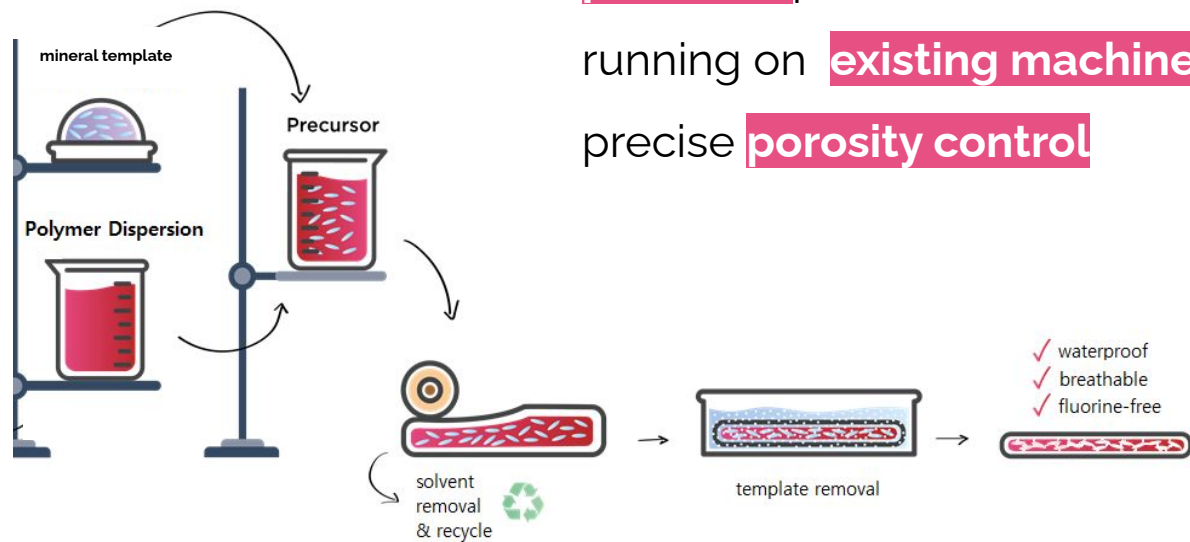 mineral template
Precursor
Polymer Dispersion
running on existing machine
precise porosity control
solvent
removal
& recycle
template removal
waterproof
breathable
fluorine-free